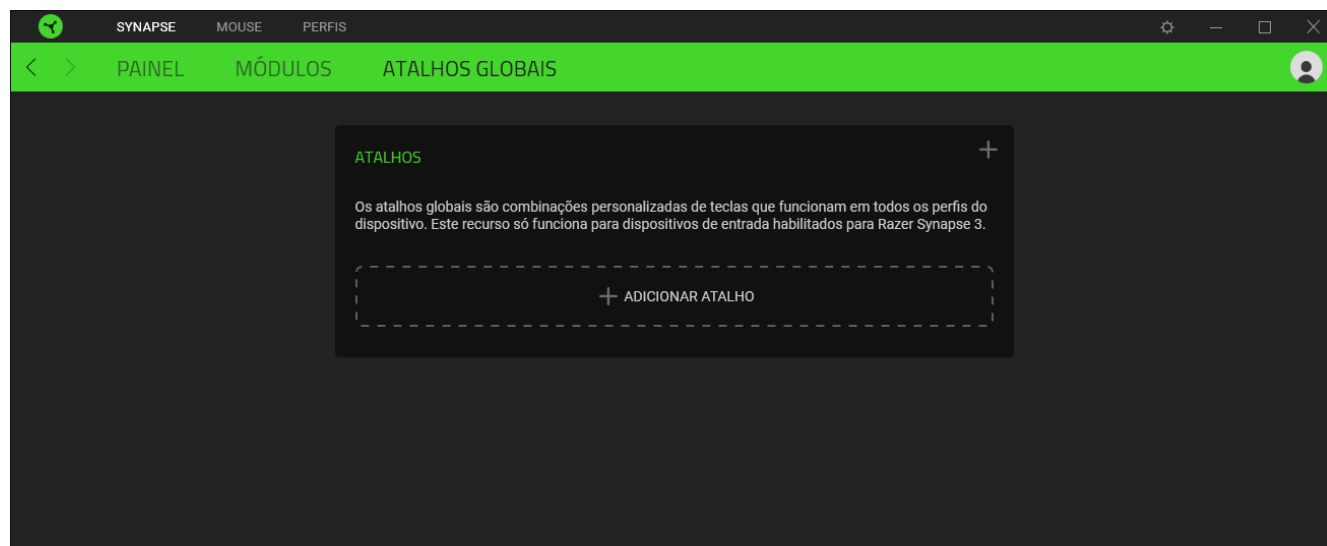 SYNAPSE MOUSE PERFIS
PAINEL MÓDULOS ATALHOS GLOBAIS
ATALHOS
Os atalhos globais são combinações personalizadas de teclas que funcionam em todos os perfis do
dispositivo. Este recurso só funciona para dispositivos de entrada habilitados para Razer Synapse 3.
ADICIONAR ATALHO